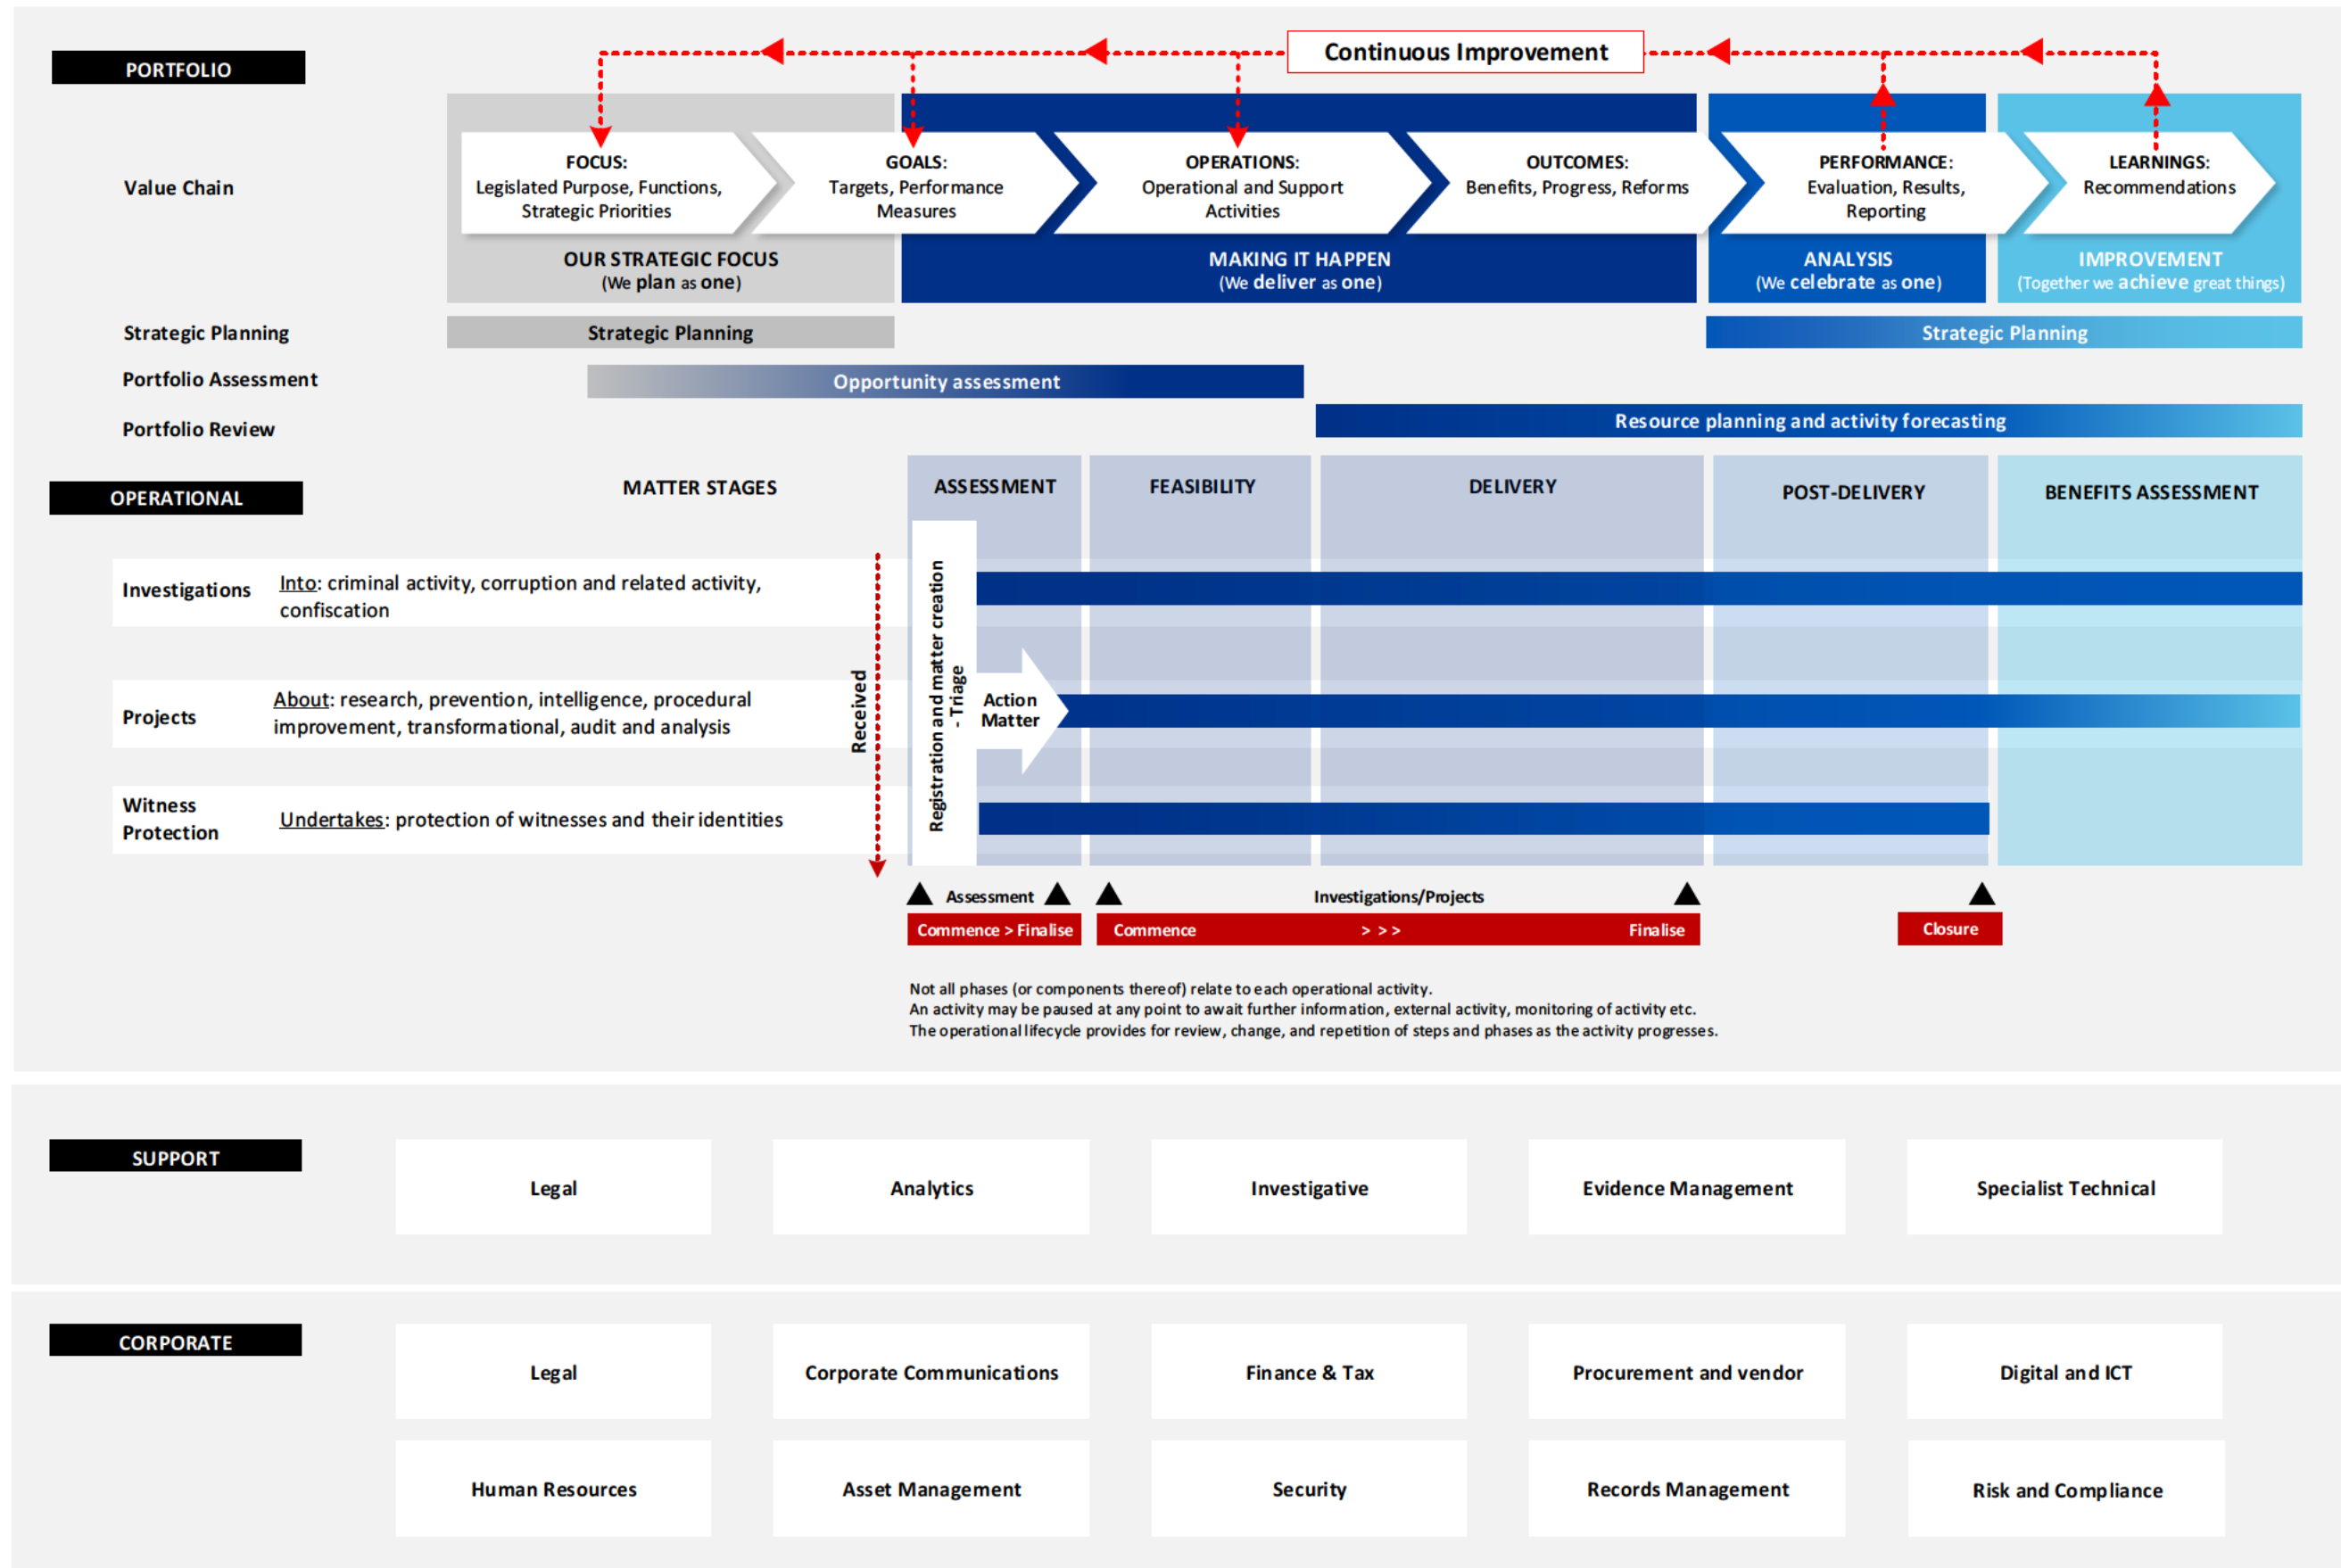 PORTFOLIO
Continuous Improvement
Value Chain
FOCUS:
Legislated Purpose, Functions,
Strategic Priorities
GOALS:
Targets, Performance
Measures
OPERATIONS:
Operational and Support
Activities
OUTCOMES:
Benefits, Progress, Reforms
PERFORMANCE:
Evaluation, Results,
Reporting
LEARNINGS:
Recommendations
OUR STRATEGIC FOCUS
(We plan as one)
MAKING IT HAPPEN
(We deliver as one)
ANALYSIS
(We celebrate as one)
IMPROVEMENT
(Together we achieve great things)
Strategic Planning
Strategic Planning
Strategic Planning
Portfolio Assessment
Opportunity assessment
Portfolio Review
Resource planning and activity forecasting
OPERATIONAL
MATTER STAGES
ASSESSMENT
FEASIBILITY
DELIVERY
POST-DELIVERY
BENEFITS ASSESSMENT
Investigations
Into: criminal activity, corruption and related activity,
confiscation
Projects
About: research, prevention, intelligence, procedural
improvement, transformational, audit and analysis
Witness
Protection
Undertakes: protection of witnesses and their identities
Received
Registration and matter creation
- Triage
Action
Matter
Assessment
Investigations/Projects
Commence > Finalise
Commence > > > Finalise
Closure
Not all phases (or components thereof) relate to each operational activity.
An activity may be paused at any point to await further information, external activity, monitoring of activity etc.
The operational lifecycle provides for review, change, and repetition of steps and phases as the activity progresses.
SUPPORT
Legal
Analytics
Investigative
Evidence Management
Specialist Technical
CORPORATE
Legal
Corporate Communications
Finance & Tax
Procurement and vendor
Digital and ICT
Human Resources
Asset Management
Security
Records Management
Risk and Compliance